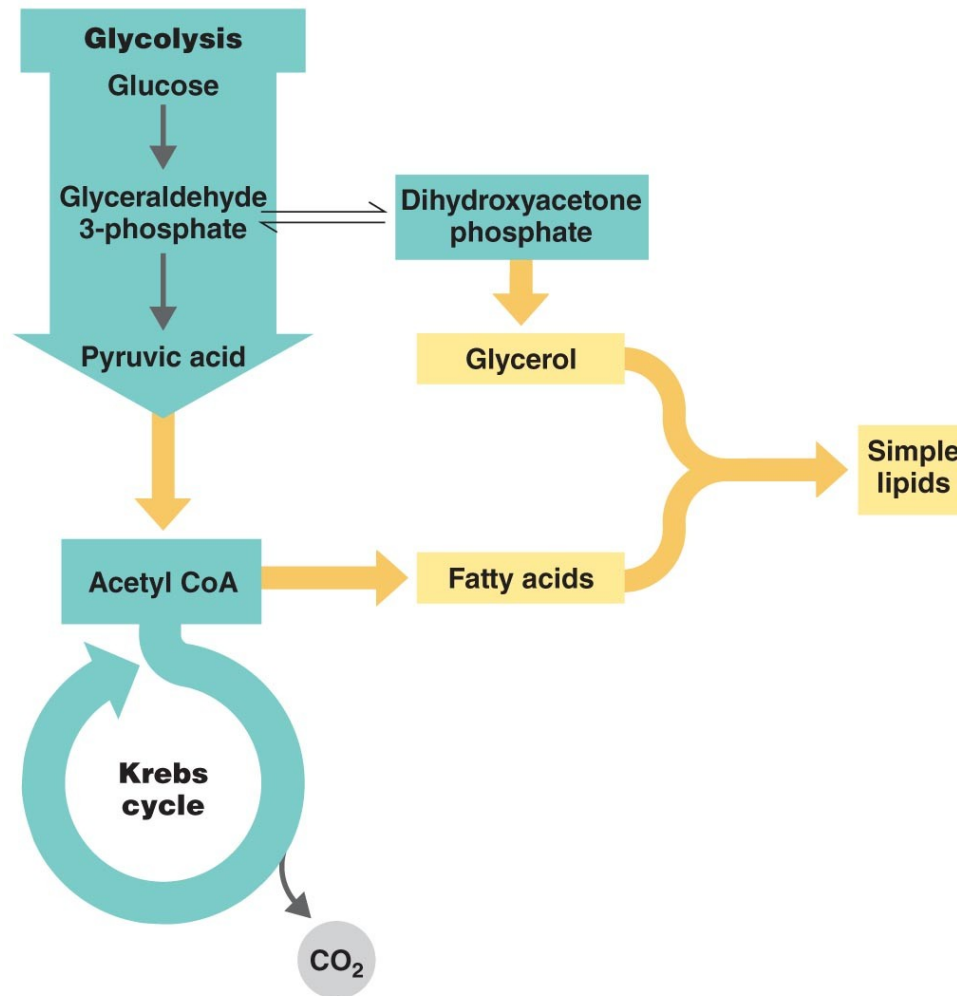 Glycolysis
Glucose
Glyceraldehyde
3-phosphate
Dihydroxyacetone
phosphate
Pyruvic acid
Glycerol
Simple
lipids
Acetyl CoA
Fatty acids
Krebs
cycle
CO₂